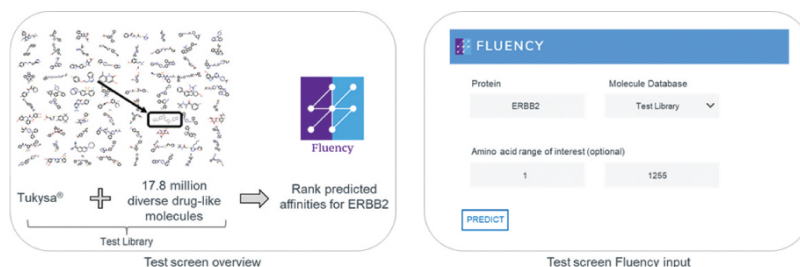 Fluency
Tukysa®
17.8 million
diverse drug-like
molecules
Rank predicted
affinities for ERBB2
Test Library
Test screen overview
FLUENCY
Protein
Molecule Database
ERBB2
Test Library
Amino acid range of interest (optional)
1
1255
PREDICT
Test screen Fluency input